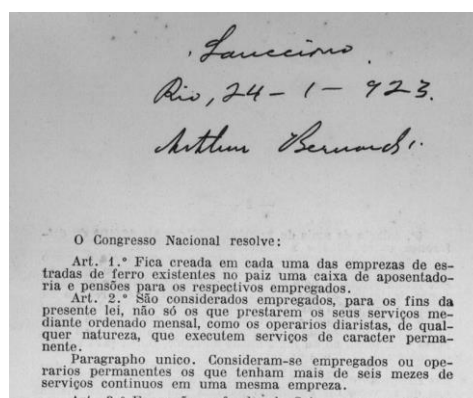 Sancciono.
Rio, 24-1-923.
Arthur Bernardes.
O Congresso Nacional resolve:
Art. 1.º Fica creada em cada uma das emprezas de es-
tradas de ferro existentes no paiz uma caixa de aposentado-
ria e pensões para os respectivos empregados.
Art. 2.º São considerados empregados, para os fins da
presente lei, não só os que prestarem os seus serviços me-
diante ordenado mensal, como os operarios diaristas, de qual-
quer natureza, que executem serviços de caracter perma-
nente.
Paragrapho unico. Consideram-se empregados ou ope-
rarios permanentes os que tenham mais de seis mezes de
serviços continuos em uma mesma empreza.